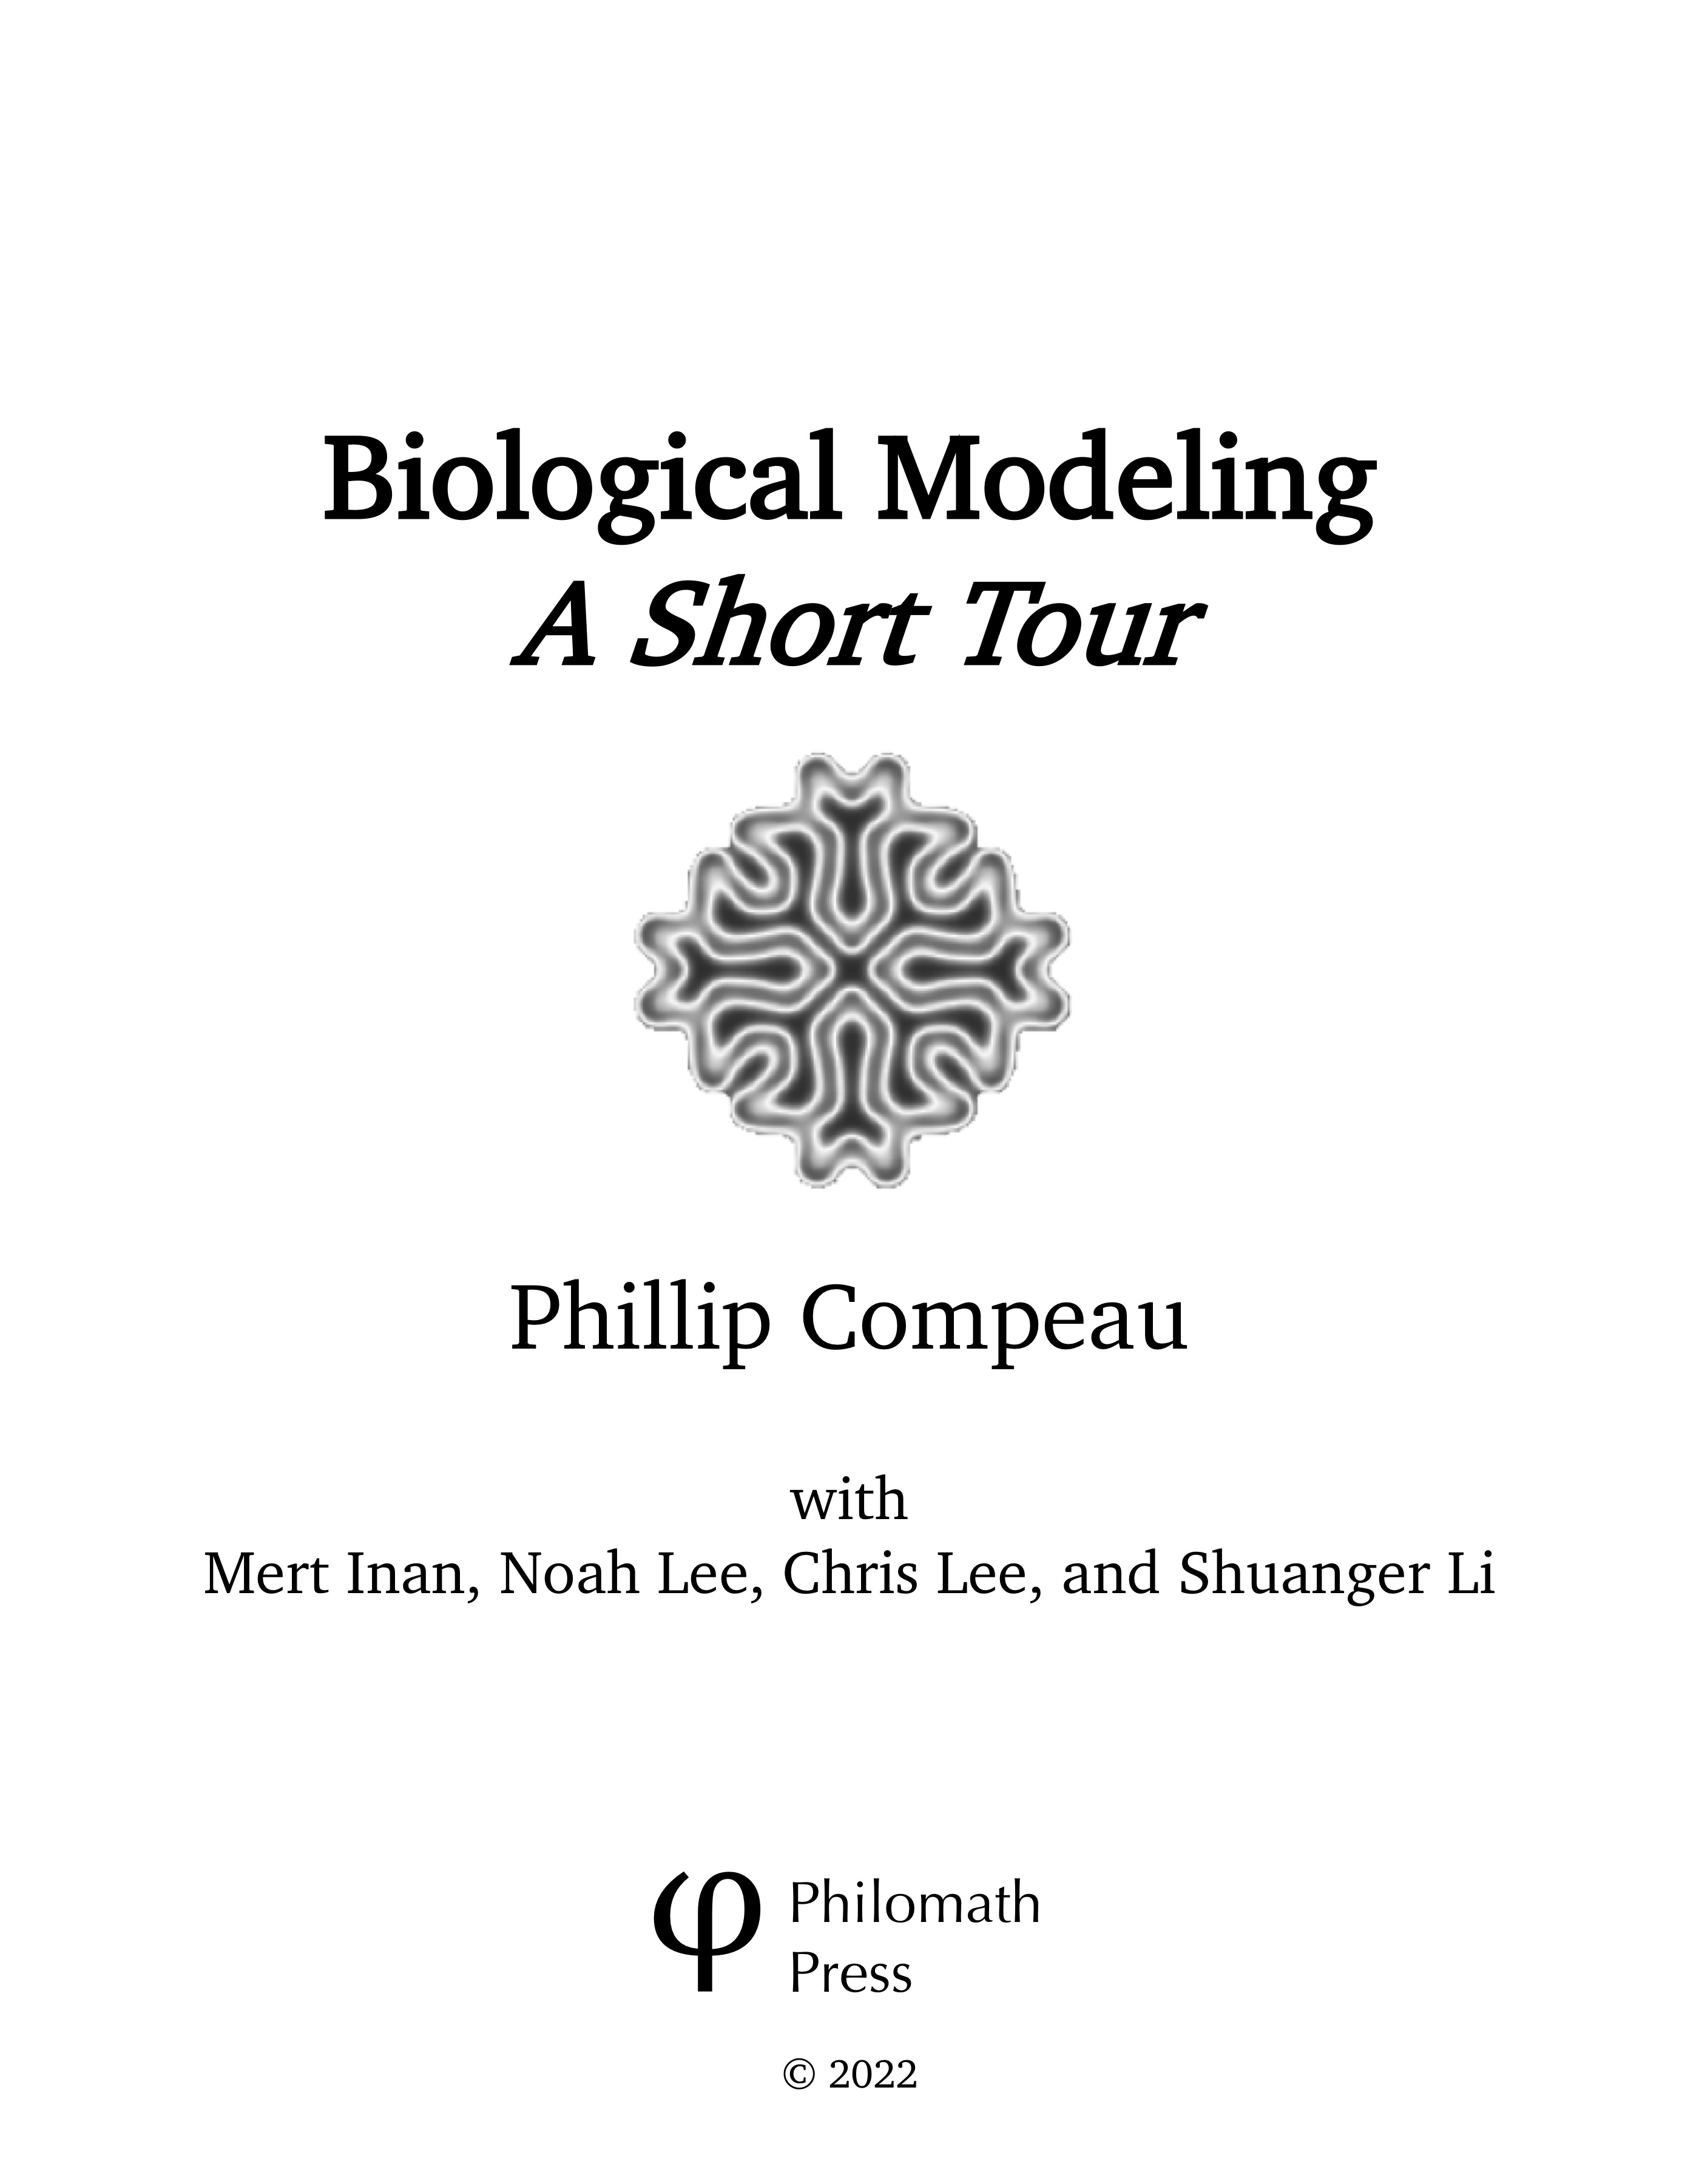 Biological Modeling
A Short Tour
Phillip Compeau
with
Mert Inan, Noah Lee, Chris Lee, and Shuanger Li
φ Philomath
Press
© 2022